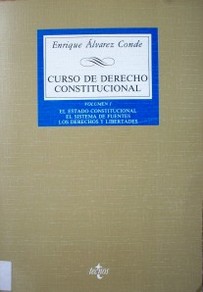 Enrique Álvarez Conde
CURSO DE DERECHO
CONSTITUCIONAL
VOLUMEN I
EL ESTADO CONSTITUCIONAL
EL SISTEMA DE FUENTES
LOS DERECHOS Y LIBERTADES
tecnos